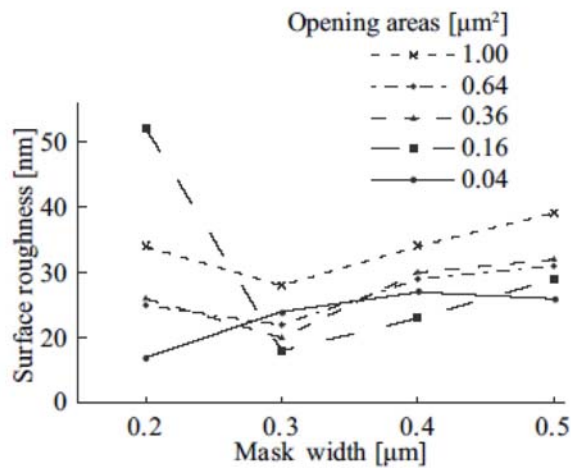 Opening areas [μm²]
1.00
0.64
0.36
0.16
0.04
Surface roughness [nm]
50
40
30
20
0
0.2 0.3 0.4 0.5
Mask width [μm]